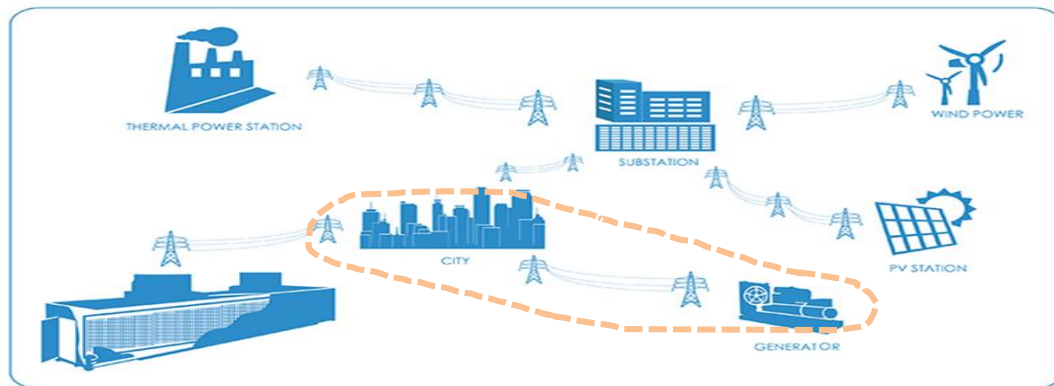 THERMAL POWER STATION
WIND POWER
SUBSTATION
CITY
PV STATION
GENERATOR